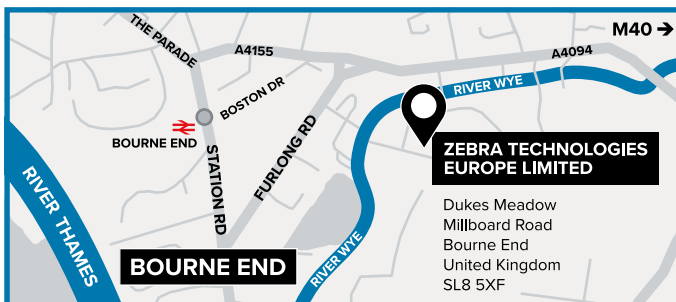 M40 →
THE PARADE
A4155
A4094
BOSTON DR
RIVER WYE
BOURNE END
STATION RD
FURLONG RD
ZEBRA TECHNOLOGIES
EUROPE LIMITED
Dukes Meadow
Millboard Road
Bourne End
United Kingdom
SL8 5XF
RIVER THAMES
BOURNE END
RIVER WYE